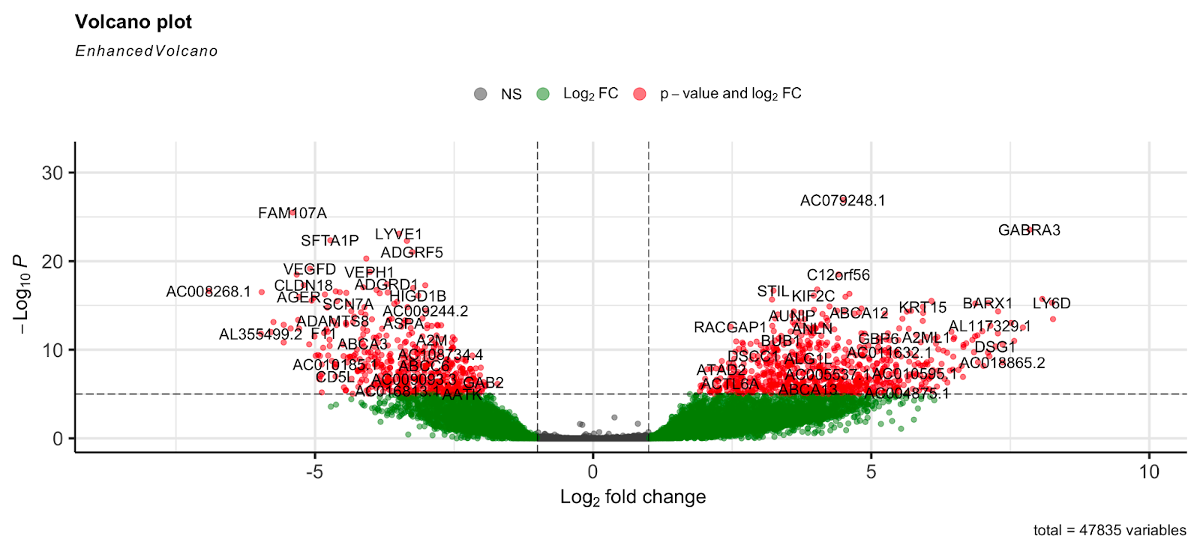 Volcano plot
EnhancedVolcano
NS Log2 FC p – value and log2 FC
– Log10 P
30
20
10
0
AC079248.1
FAM107A
GABRA3
LYVE1
SFTA1P
ADGRF5
VEGFD
VEPH1
C12orf56
CLDN18
ADGRD1
AC008268.1
AGER
HIGD1B
STIL
KIF2C
SCN7A
AC009244.2
BARX1
LY6D
KRT15
ABCA12
AUNIP
ADAMTS8
ASPA
RACGAP1
ANLN
AL117329.1
AL355499.2
F11
A2M
BUB1
GBP6
A2ML1
ABCA3
DSG1
AC108734.4
DSCC1
ALG1L
AC011632.1
AC018865.2
AC019185.1
ABCC6
ATAD2
CD5L
AC009093.3
GAB2
ACTL6A
AC005537.1
AC010595.1
AC016813.1
AATK
ABCA13
AC004875.1
-5
0
5
10
Log2 fold change
total = 47835 variables